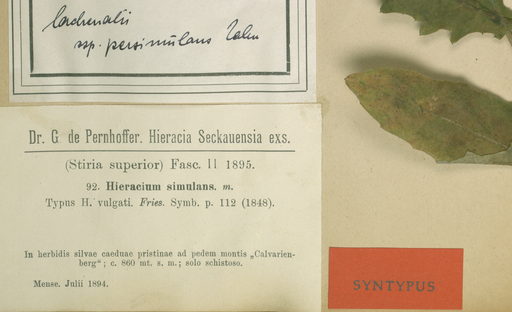 lachenalii
ssp. persimulans Zahn
Dr. G. de Pernhoffer. Hieracia Seckauensia exs.
(Stiria superior) Fasc. II 1895.
92. Hieracium simulans. m.
Typus H. vulgati. Fries. Symb. p. 112 (1848).
In herbidis silvae caeduae pristinae ad pedem montis „Calvarien-
berg“; c. 860 mt. s. m.; solo schistoso.
Mense. Julii 1894.
SYNTYPUS